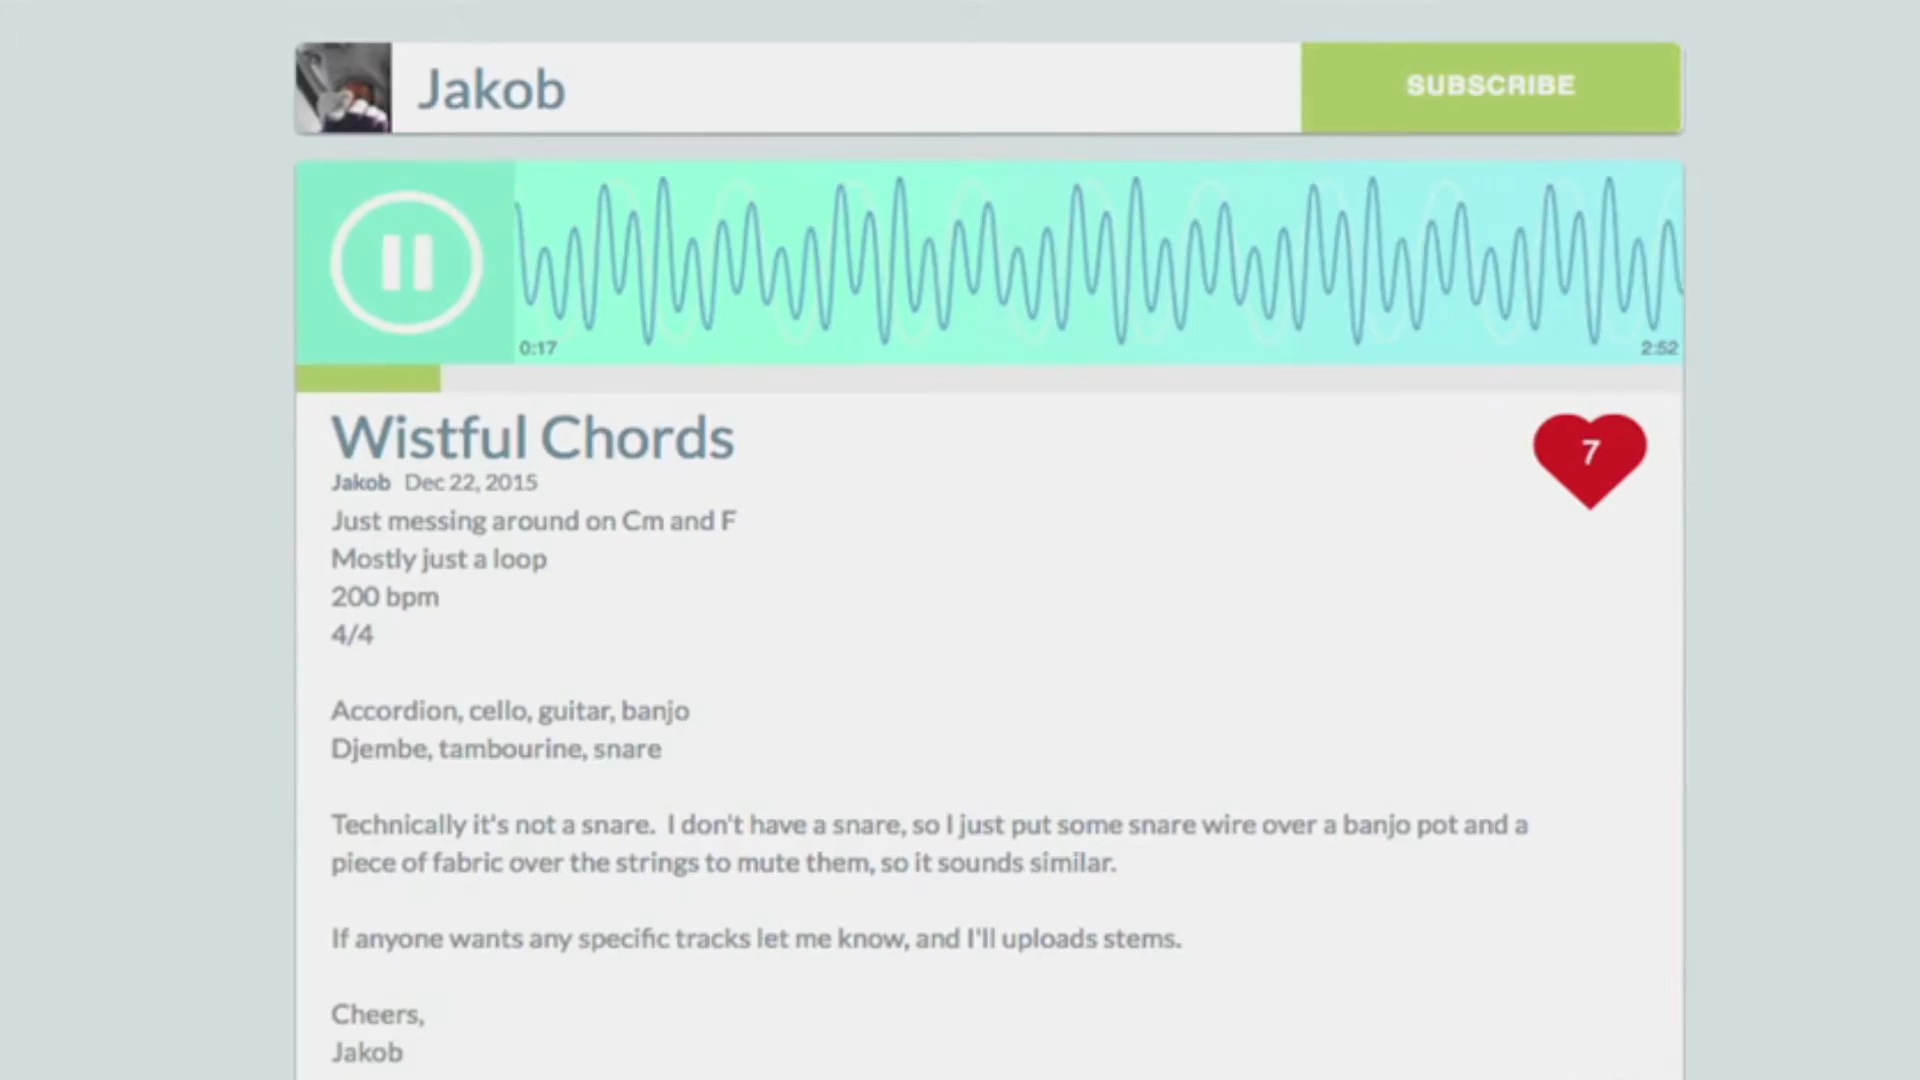 Jakob
SUBSCRIBE
0:17
2:52
Wistful Chords
7
Jakob Dec 22, 2015
Just messing around on Cm and F
Mostly just a loop
200 bpm
4/4
Accordion, cello, guitar, banjo
Djembe, tambourine, snare
Technically it's not a snare. I don't have a snare, so I just put some snare wire over a banjo pot and a
piece of fabric over the strings to mute them, so it sounds similar.
If anyone wants any specific tracks let me know, and I'll uploads stems.
Cheers,
Jakob